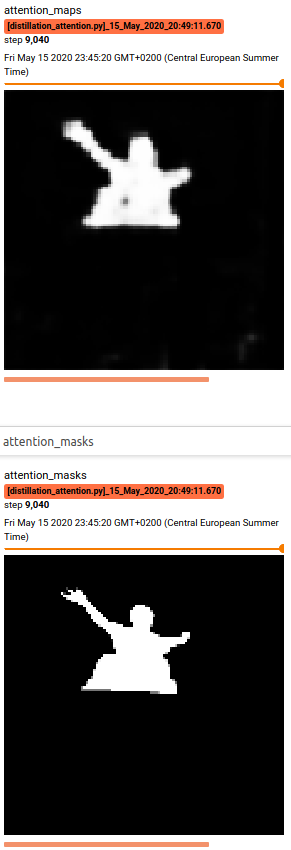 attention_maps
[distillation_attention.py]_15_May_2020_20:49:11.670
step 9,040
Fri May 15 2020 23:45:20 GMT+0200 (Central European Summer
Time)
attention_masks
attention_masks
[distillation_attention.py]_15_May_2020_20:49:11.670
step 9,040
Fri May 15 2020 23:45:20 GMT+0200 (Central European Summer
Time)